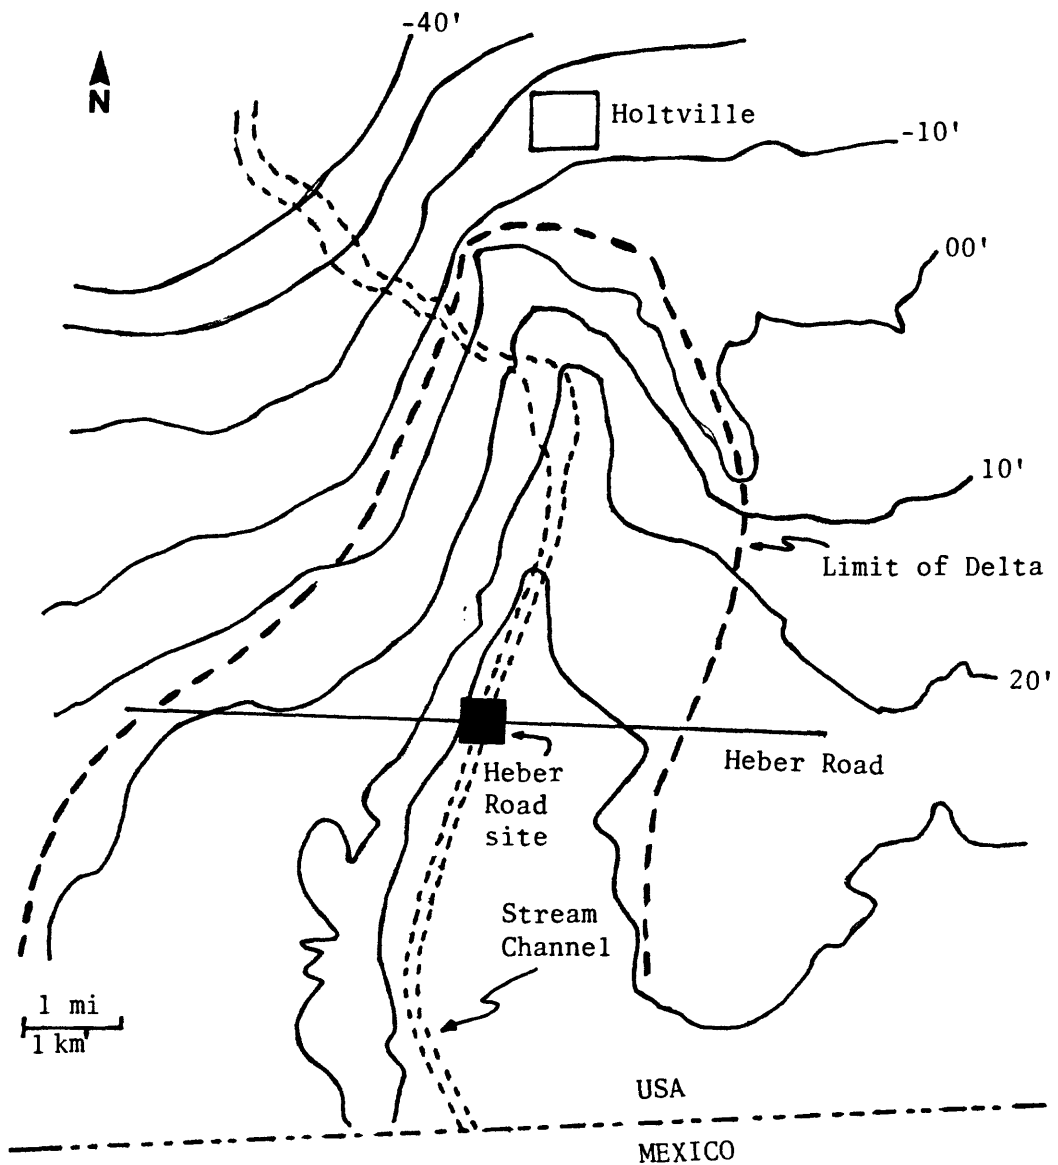 -40'
N
Holtville
-10'
00'
10'
Limit of Delta
20'
Heber Road
Heber
Road
site
Stream
Channel
1 mi
1 km
USA
MEXICO